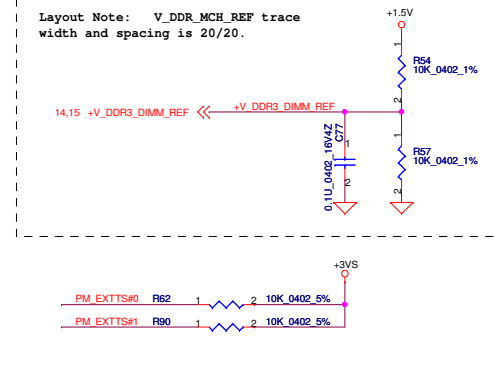 Layout Note: V_DDR_MCH_REF trace
width and spacing is 20/20.
+1.5V
1
R54
10K_0402_1%
2
14,15 +V_DDR3_DIMM_REF
+V_DDR3_DIMM_REF
0.1U_0402_16V4Z
C77
1
2
1
R57
10K_0402_1%
2
+3VS
PM_EXTTS#0 R62 1 2 10K_0402_5%
PM_EXTTS#1 R90 1 2 10K_0402_5%